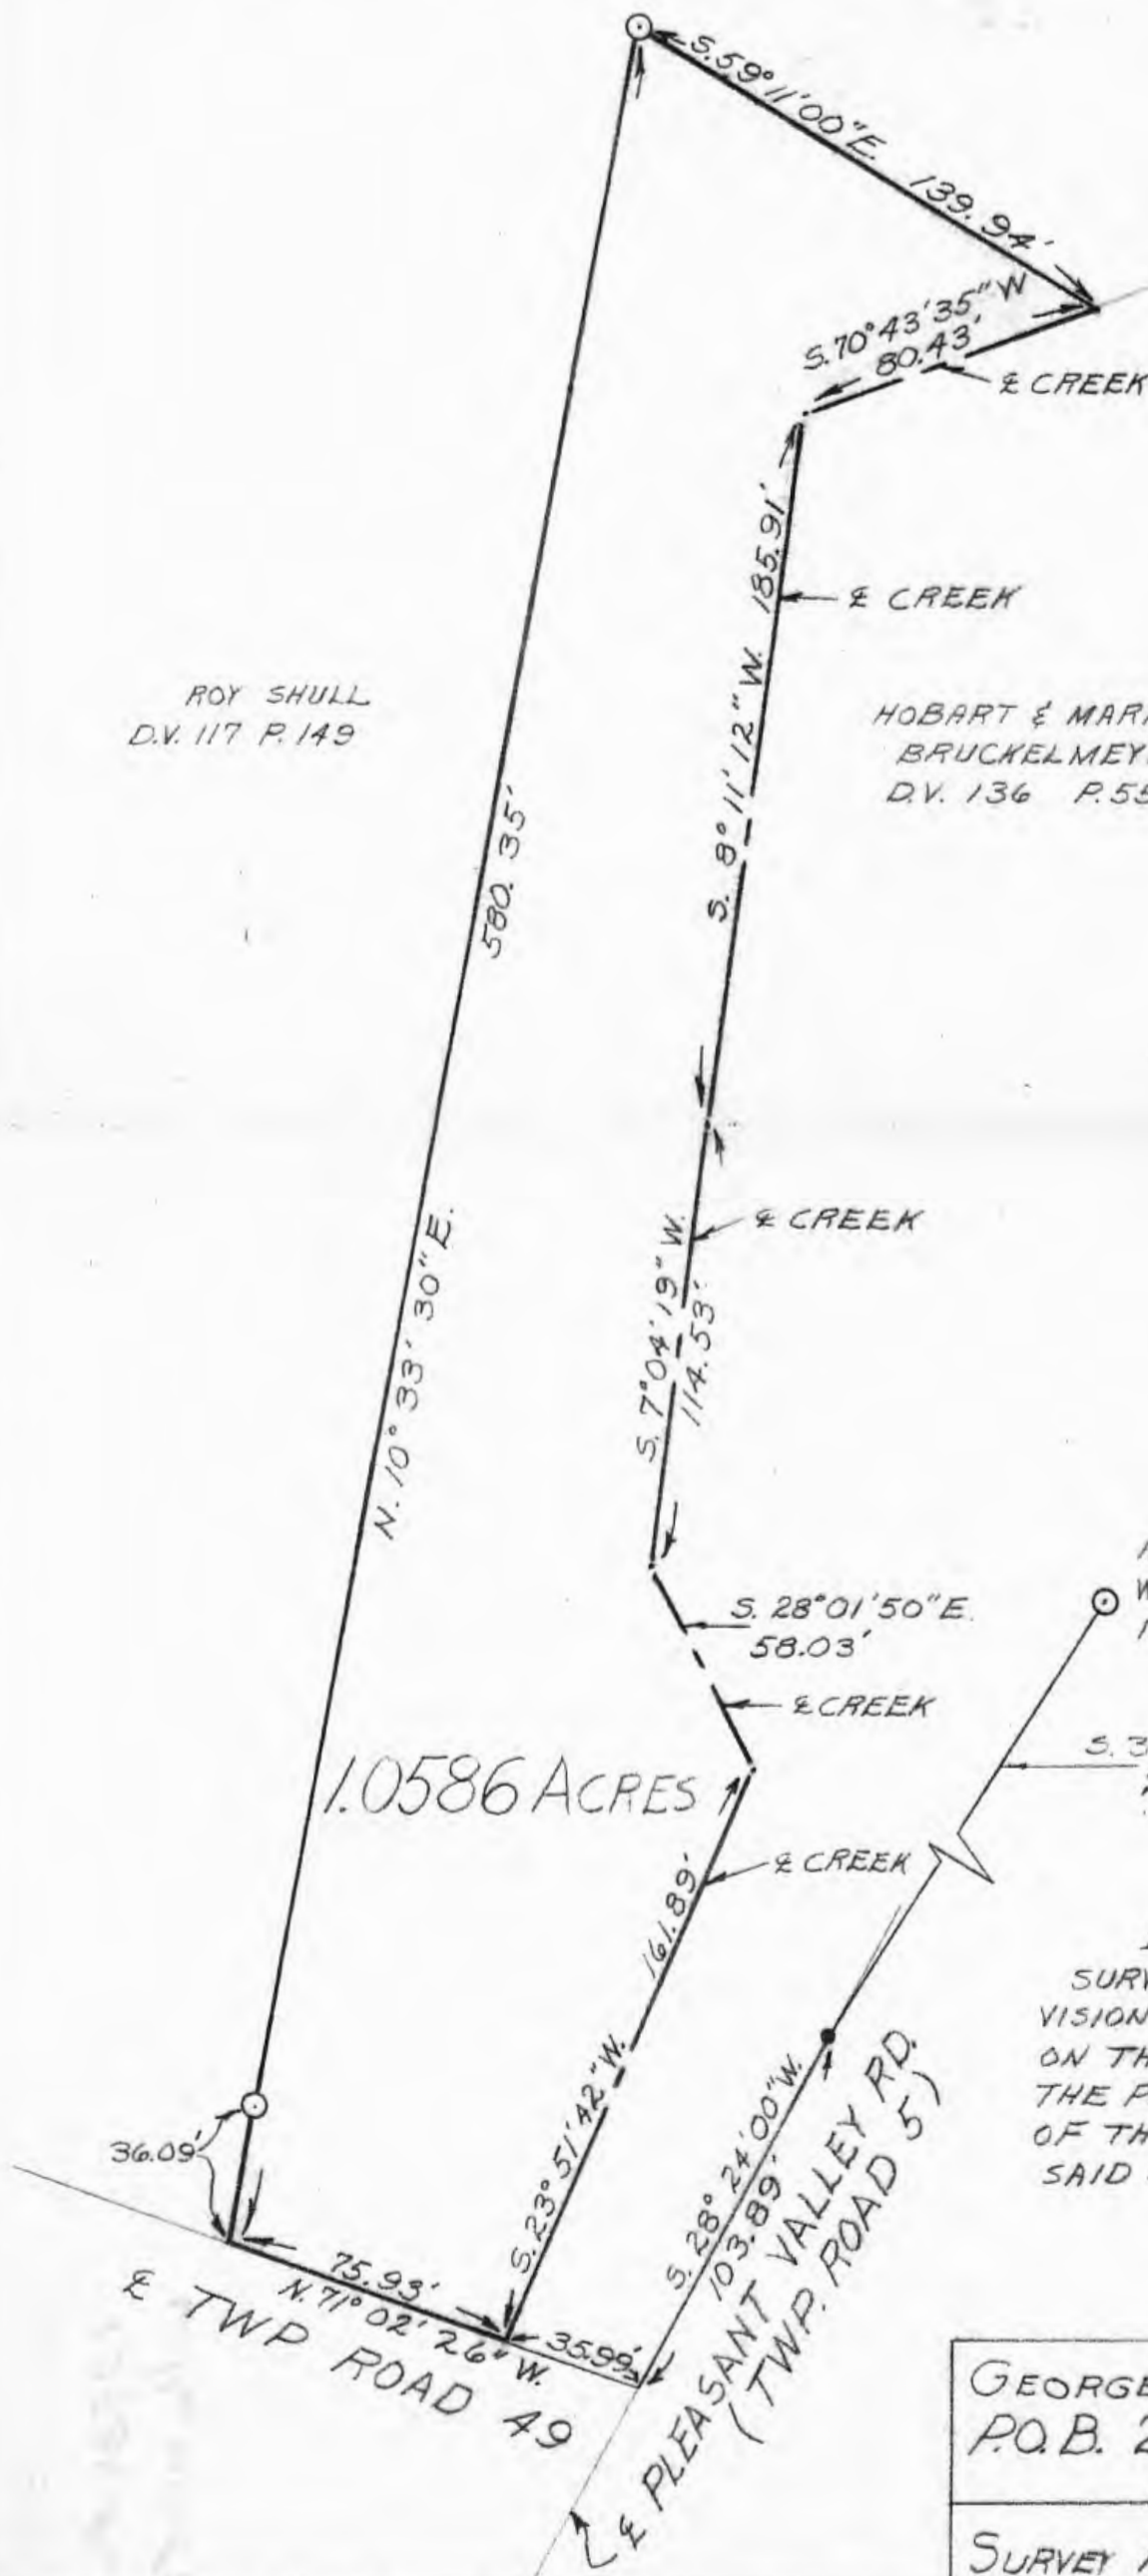 S. 59° 11' 00" E. 139.94'
S. 70° 43' 35" W
80.43'
℄ CREEK
S. 8° 11' 12" W. 185.91'
℄ CREEK
ROY SHULL
D.V. 117 P. 149
HOBART & MAR
BRUCKELMEY
D.V. 136 P. 55
N. 10° 33' 30" E. 580.35'
℄ CREEK
S. 7° 04' 19" W.
114.53'
S. 28° 01' 50" E.
58.03'
℄ CREEK
S. 3
1.0586 ACRES
℄ CREEK
S. 23° 51' 42" W. 161.89'
SURV
VISION
ON TH
THE P
OF TH
SAID
S. 28° 24' 00" W.
103.89'
℄ PLEASANT VALLEY RD.
(TWP. ROAD 5)
36.09'
75.93'
N. 71° 02' 26" W.
35.99'
℄ TWP ROAD 49
GEORGE
P.O.B. 2
SURVEY